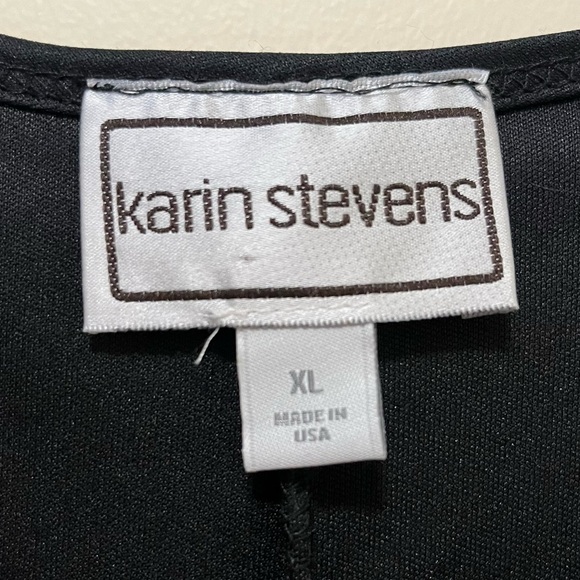 karin stevens
XL
MADE IN
USA